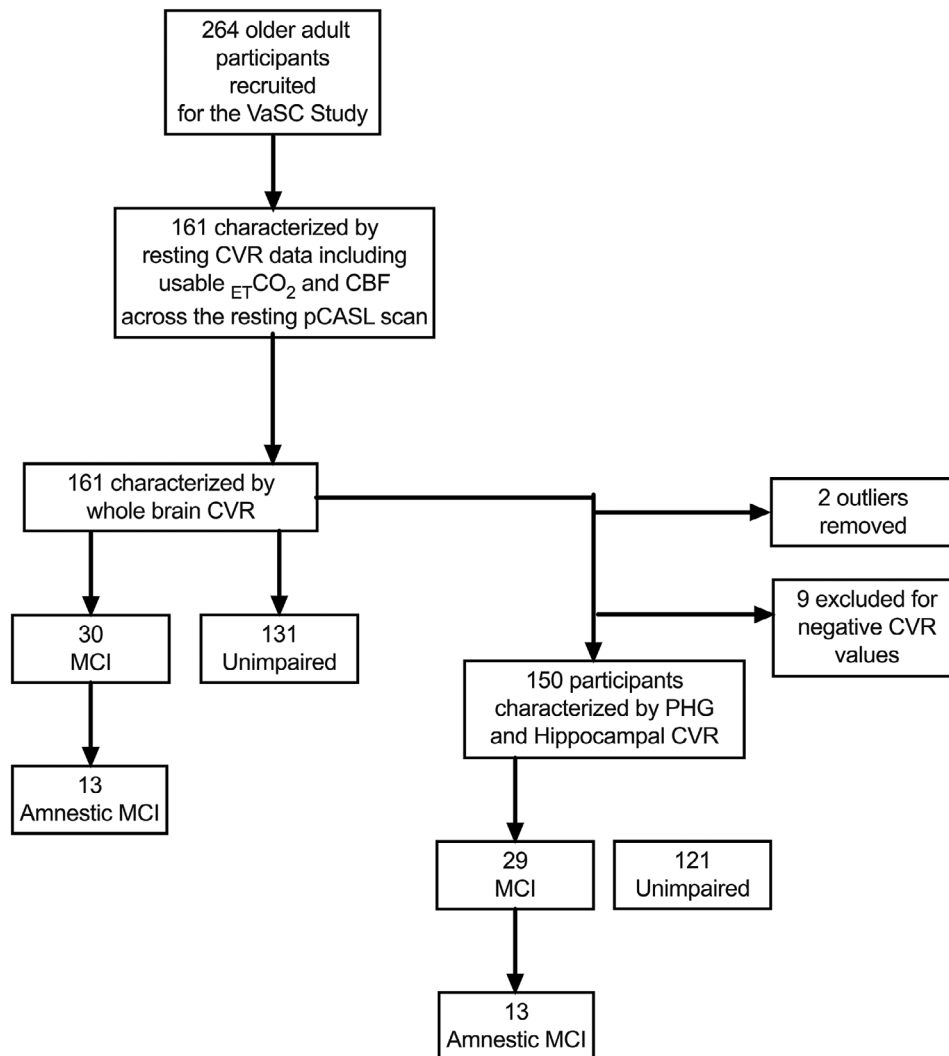 264 older adult
participants
recruited
for the VaSC Study
161 characterized by
resting CVR data including
usable ETCO2 and CBF
across the resting pCASL scan
161 characterized by
whole brain CVR
2 outliers
removed
9 excluded for
negative CVR
values
30
MCI
131
Unimpaired
150 participants
characterized by PHG
and Hippocampal CVR
13
Amnestic MCI
29
MCI
121
Unimpaired
13
Amnestic MCI